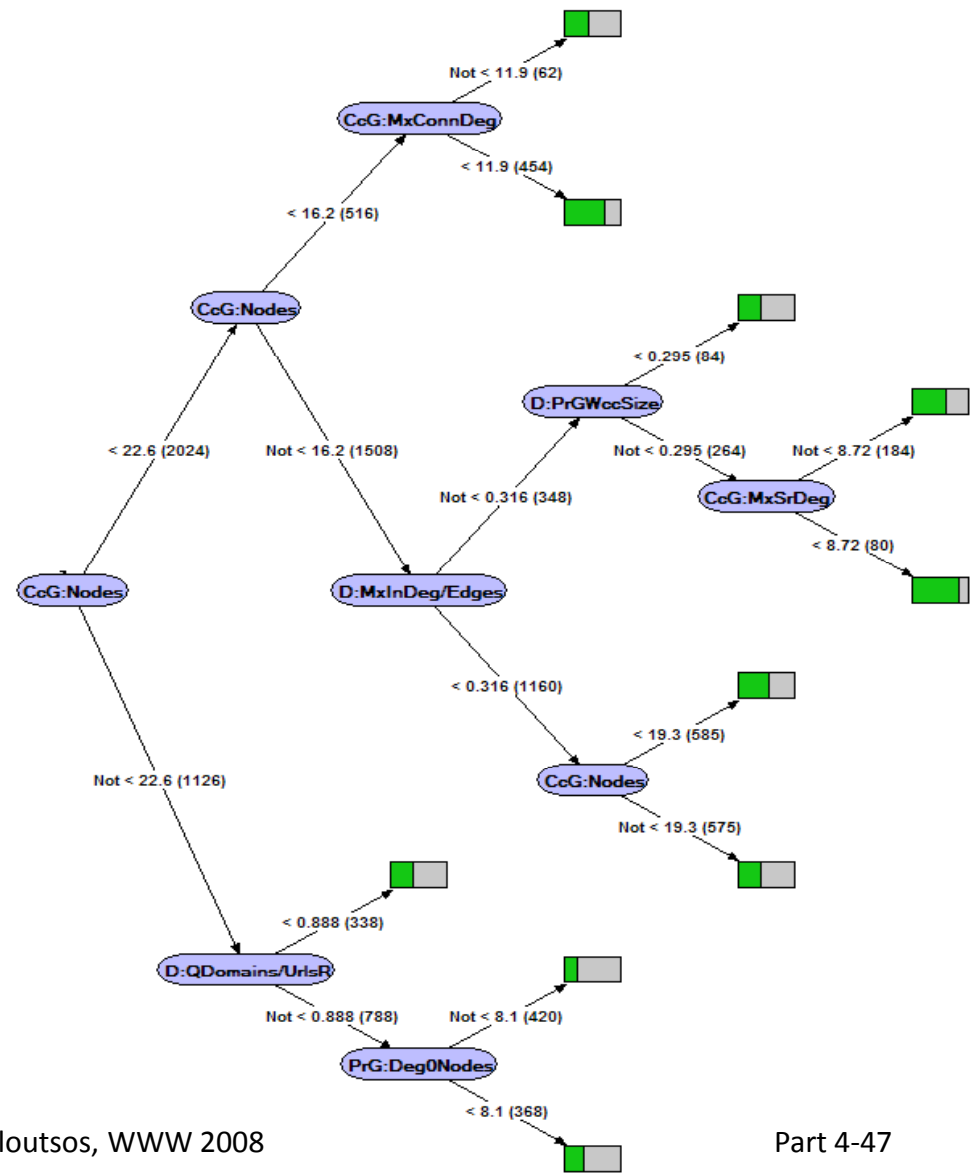 Not < 11.9 (62)
CcG:MxConnDeg
< 11.9 (454)
< 16.2 (516)
CcG:Nodes
< 0.295 (84)
D:PrGWccSize
< 22.6 (2024)
Not < 16.2 (1508)
Not < 0.295 (264)
Not < 8.72 (184)
Not < 0.316 (348)
CcG:MxSrDeg
< 8.72 (80)
CcG:Nodes
D:MxInDeg/Edges
< 0.316 (1160)
< 19.3 (585)
Not < 22.6 (1126)
CcG:Nodes
Not < 19.3 (575)
< 0.888 (338)
D:QDomains/UrlsR
Not < 0.888 (788)
Not < 8.1 (420)
PrG:Deg0Nodes
< 8.1 (368)
loutsos, WWW 2008
Part 4-47